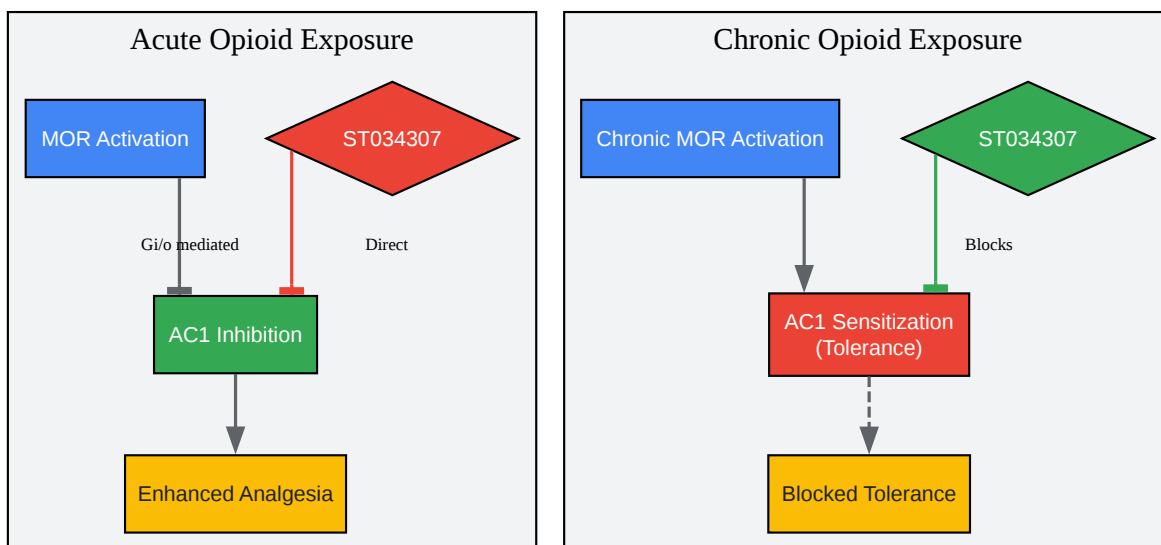 Acute Opioid Exposure
MOR Activation
ST034307
Gi/o mediated
Direct
AC1 Inhibition
Enhanced Analgesia
Chronic Opioid Exposure
Chronic MOR Activation
ST034307
Blocks
AC1 Sensitization
(Tolerance)
Blocked Tolerance